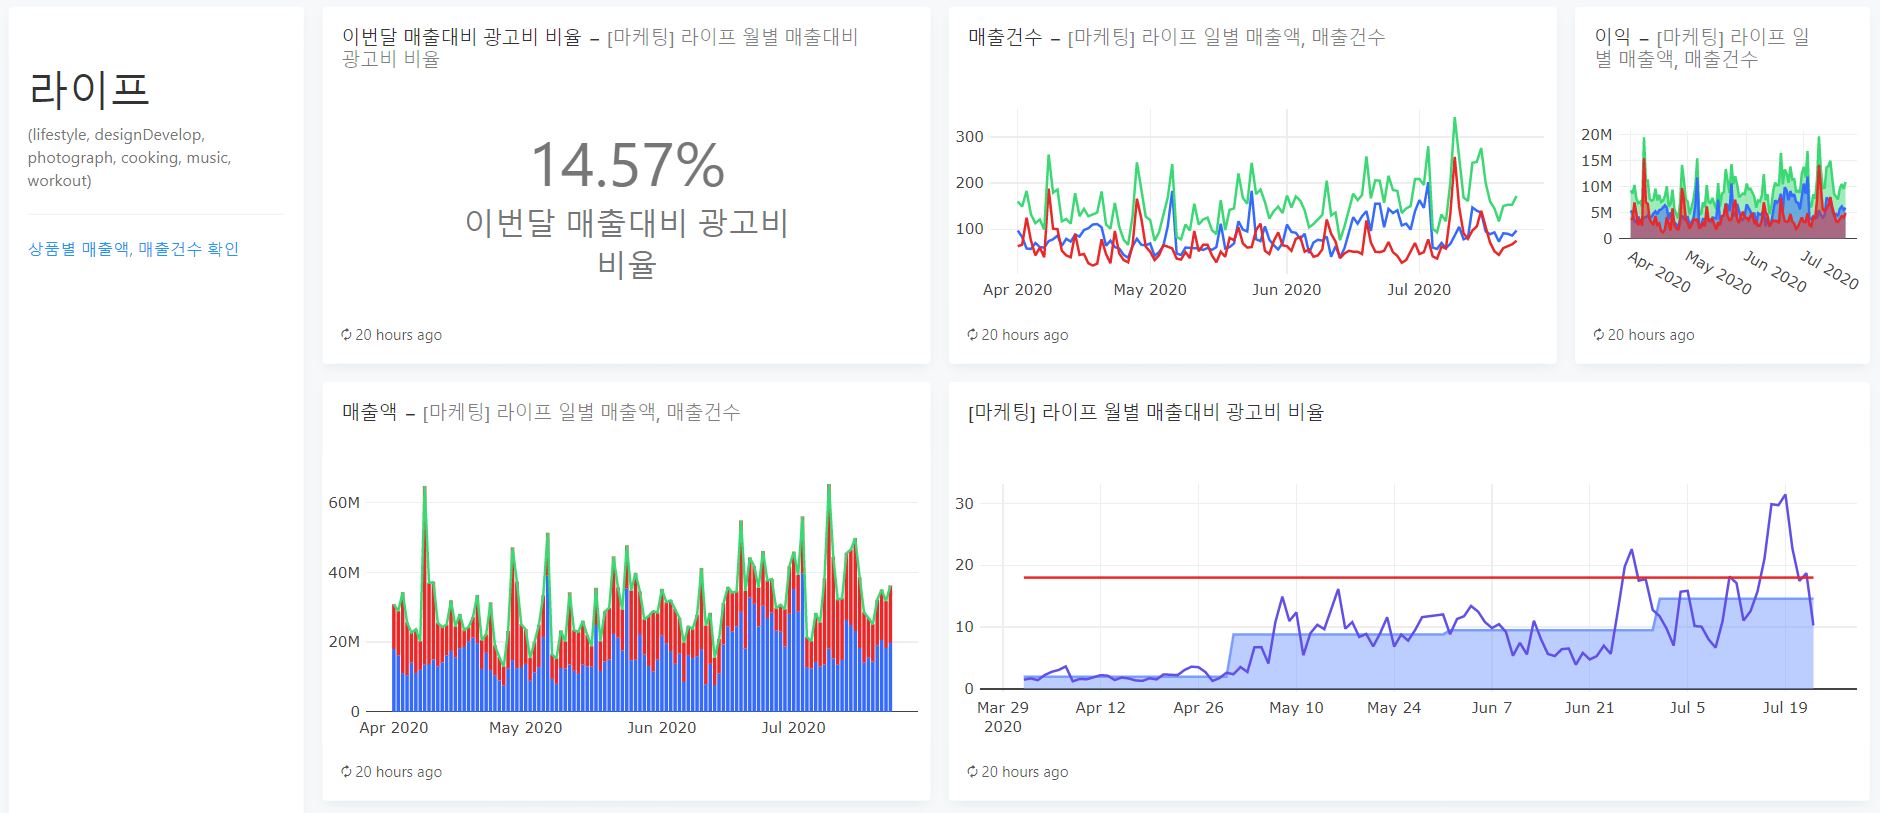 라이프
(lifestyle, designDevelop,
photograph, cooking, music,
workout)
상품별 매출액, 매출건수 확인
이번달 매출대비 광고비 비율 – [마케팅] 라이프 월별 매출대비
광고비 비율
14.57%
이번달 매출대비 광고비
비율
20 hours ago
매출건수 – [마케팅] 라이프 일별 매출액, 매출건수
300
200
100
Apr 2020 May 2020 Jun 2020 Jul 2020
20 hours ago
이익 – [마케팅] 라이프 일
별 매출액, 매출건수
20M
15M
10M
5M
0
Apr 2020 May 2020 Jun 2020 Jul 2020
20 hours ago
매출액 – [마케팅] 라이프 일별 매출액, 매출건수
60M
40M
20M
0
Apr 2020 May 2020 Jun 2020 Jul 2020
20 hours ago
[마케팅] 라이프 월별 매출대비 광고비 비율
30
20
10
0
Mar 29 Apr 12 Apr 26 May 10 May 24 Jun 7 Jun 21 Jul 5 Jul 19
2020
20 hours ago